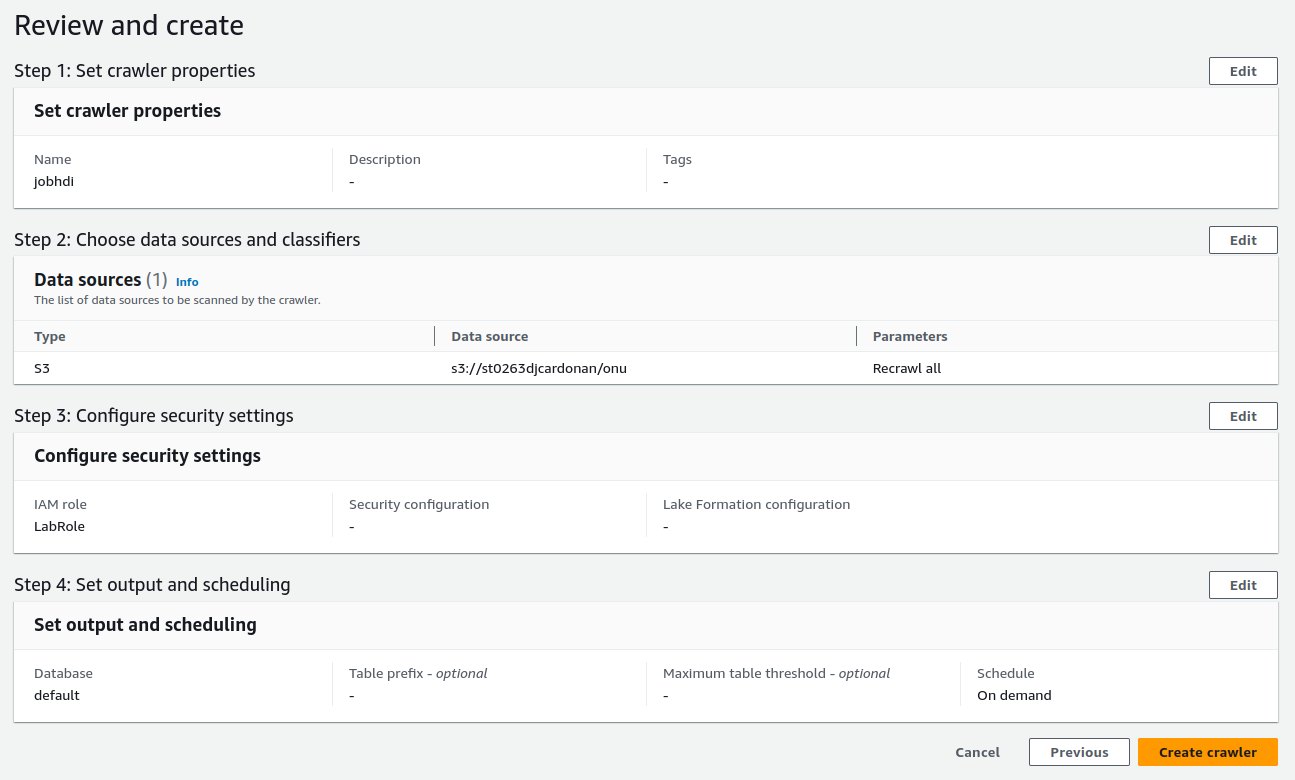 Review and create
Step 1: Set crawler properties
Edit
Set crawler properties
Name Description Tags
jobhdi - -
Step 2: Choose data sources and classifiers
Edit
Data sources (1) Info
The list of data sources to be scanned by the crawler.
Type Data source Parameters
S3 s3://st0263djcardonan/onu Recrawl all
Step 3: Configure security settings
Edit
Configure security settings
IAM role Security configuration Lake Formation configuration
LabRole - -
Step 4: Set output and scheduling
Edit
Set output and scheduling
Database Table prefix - optional Maximum table threshold - optional Schedule
default - - On demand
Cancel Previous Create crawler